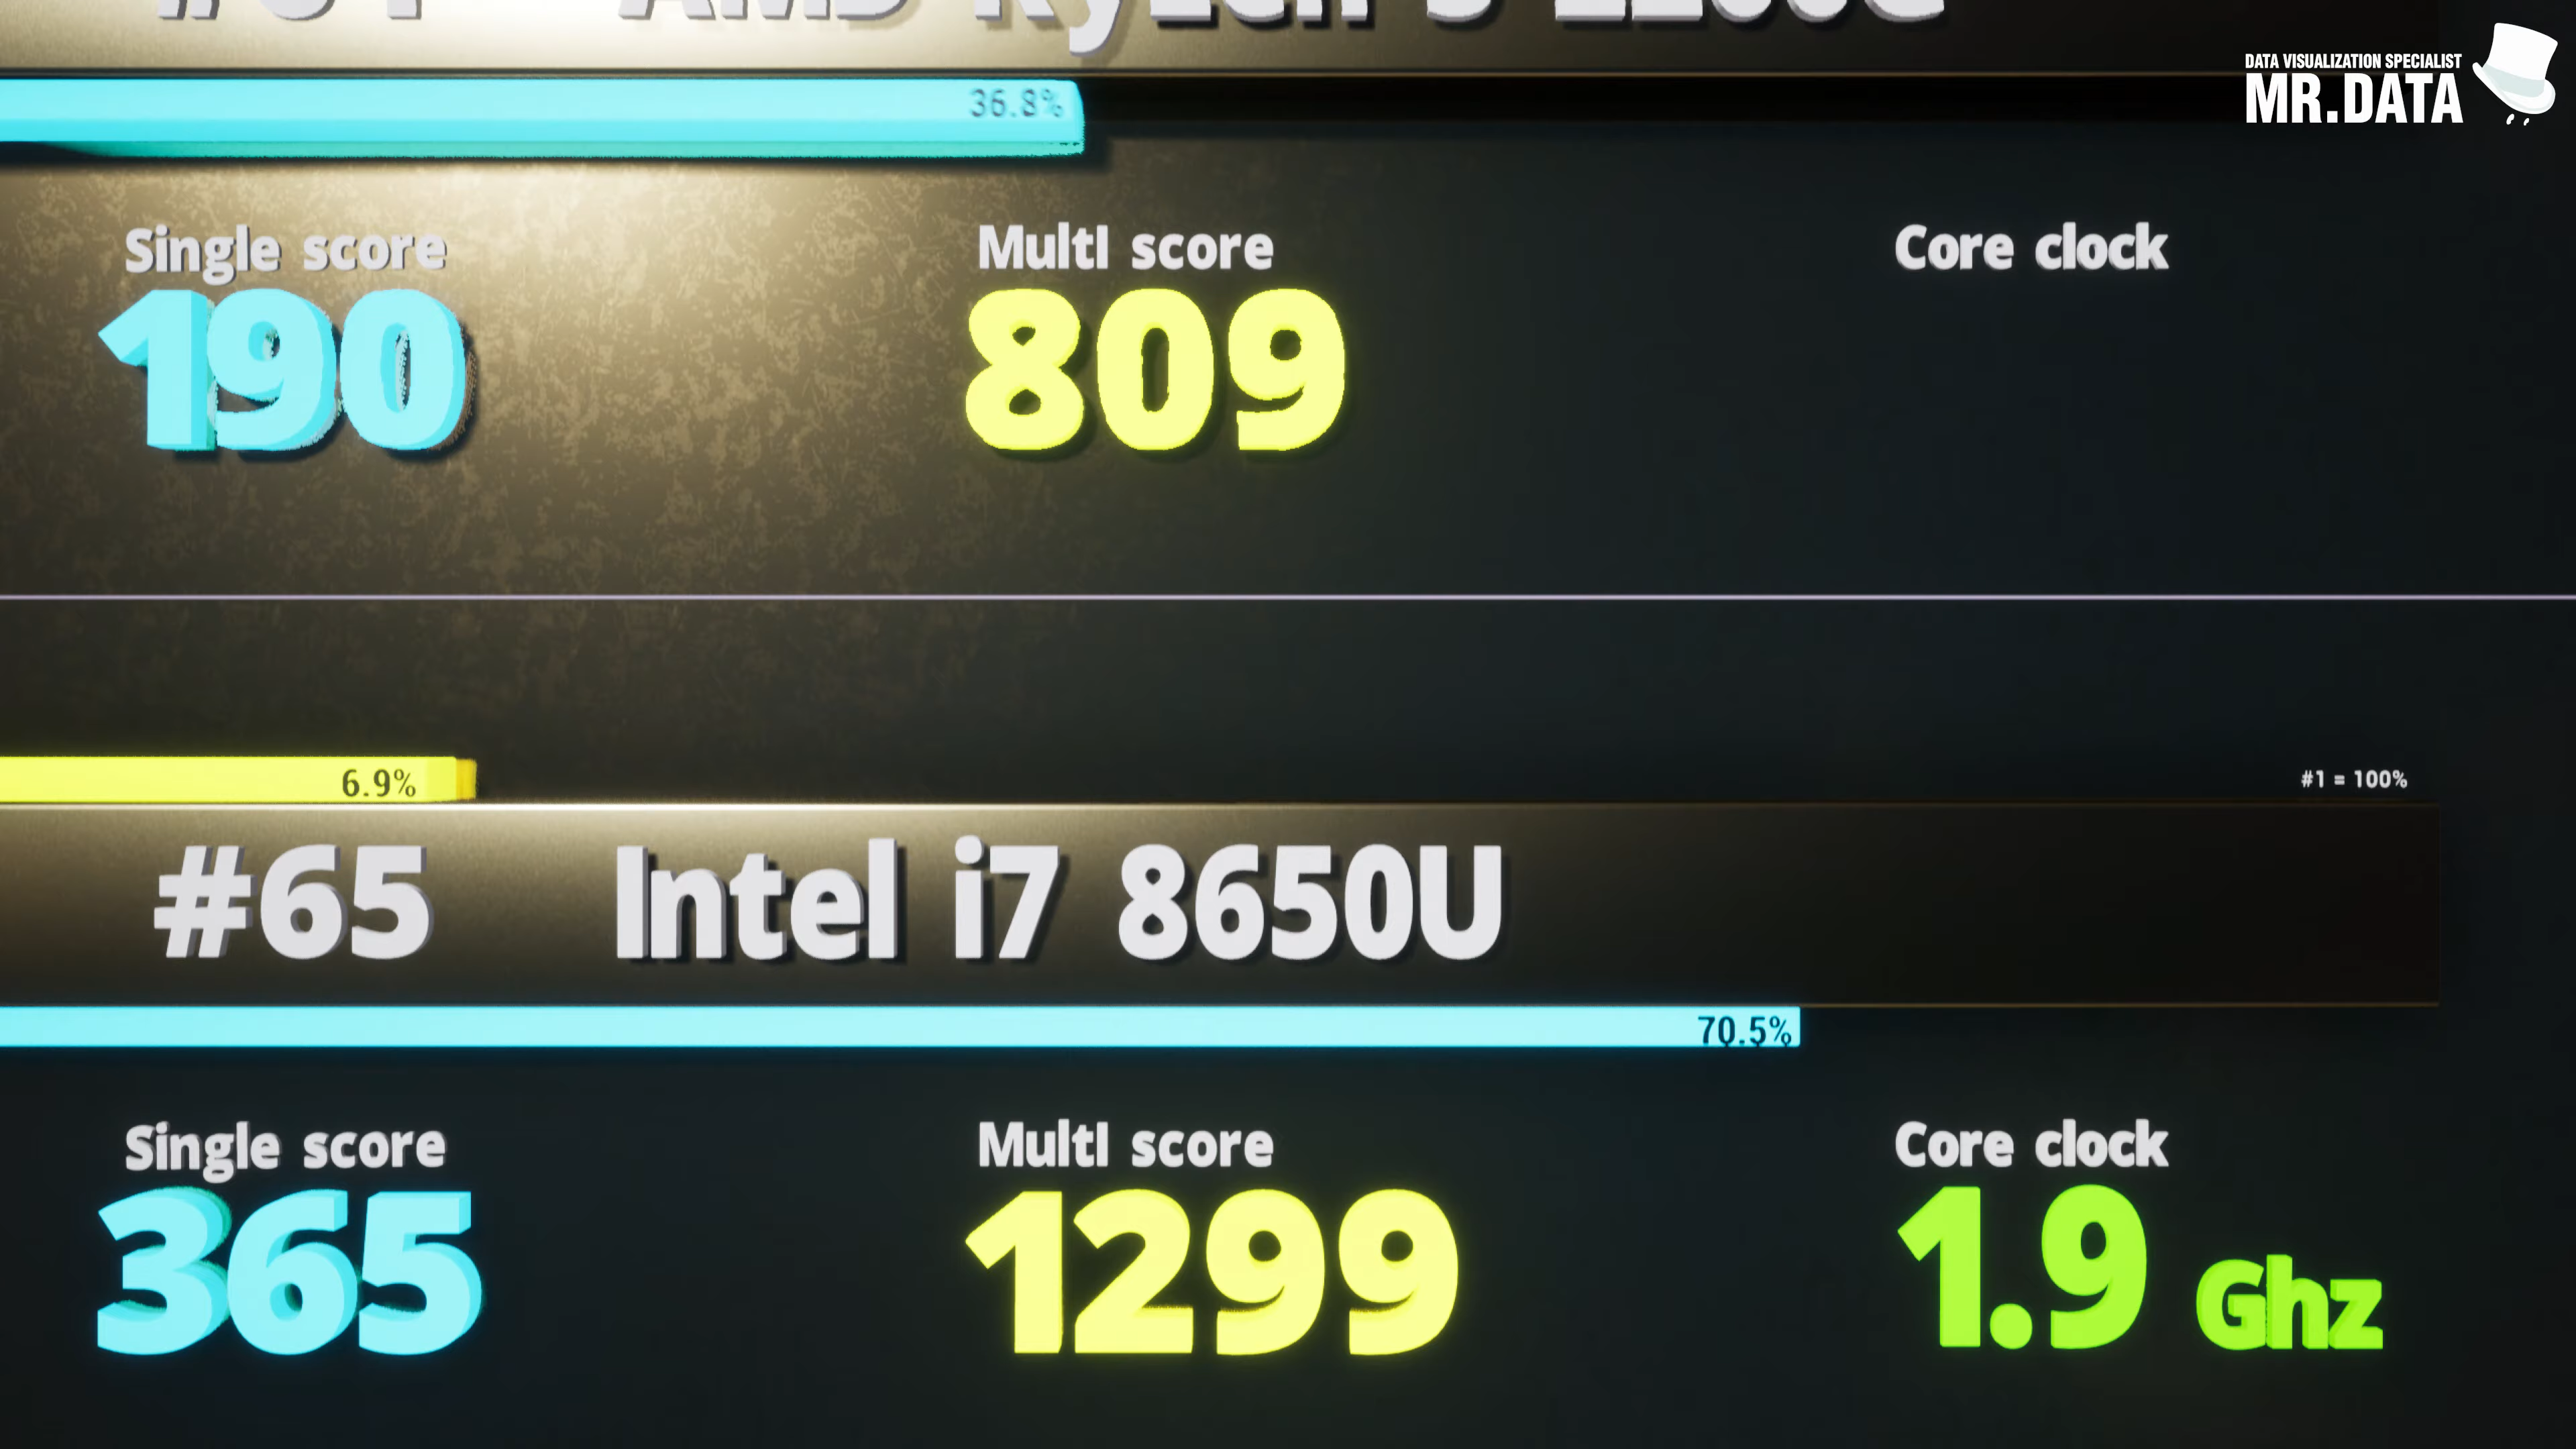 DATA VISUALIZATION SPECIALIST
MR.DATA
36.8%
Single score MultI score Core clock
190 809
6.9% #1 = 100%
#65 Intel i7 8650U
70.5%
Single score MultI score Core clock
365 1299 1.9 Ghz